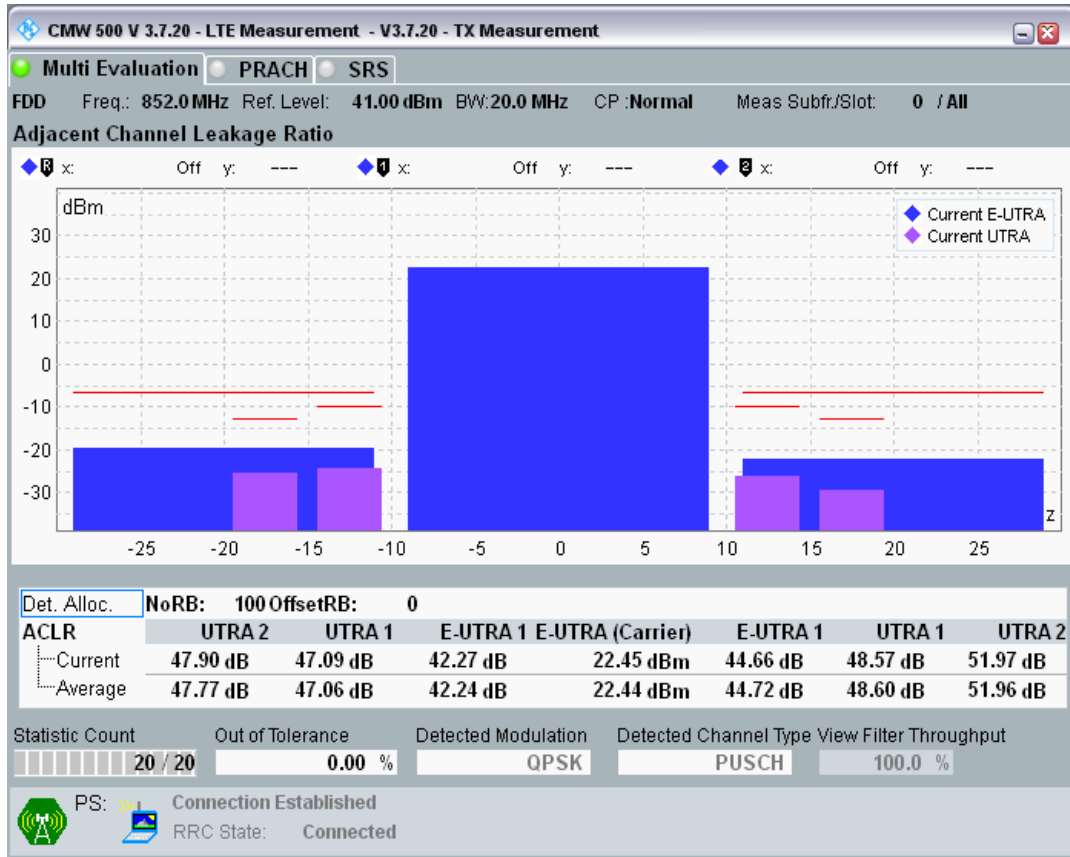 CMW 500 V 3.7.20 - LTE Measurement - V3.7.20 - TX Measurement
Multi Evaluation PRACH SRS
FDD Freq.: 852.0 MHz Ref. Level: 41.00 dBm BW: 20.0 MHz CP :Normal Meas Subfr./Slot: 0 / All
Adjacent Channel Leakage Ratio
R x: Off y: --- 1 x: Off y: --- 2 x: Off y: ---
dBm
Current E-UTRA
Current UTRA
30
20
10
0
-10
-20
-30
z
-25 -20 -15 -10 -5 0 5 10 15 20 25
Det. Alloc. NoRB: 100 OffsetRB: 0
ACLR UTRA 2 UTRA 1 E-UTRA 1 E-UTRA (Carrier) E-UTRA 1 UTRA 1 UTRA 2
Current 47.90 dB 47.09 dB 42.27 dB 22.45 dBm 44.66 dB 48.57 dB 51.97 dB
Average 47.77 dB 47.06 dB 42.24 dB 22.44 dBm 44.72 dB 48.60 dB 51.96 dB
Statistic Count Out of Tolerance Detected Modulation Detected Channel Type View Filter Throughput
20 / 20 0.00 % QPSK PUSCH 100.0 %
PS: Connection Established
RRC State: Connected